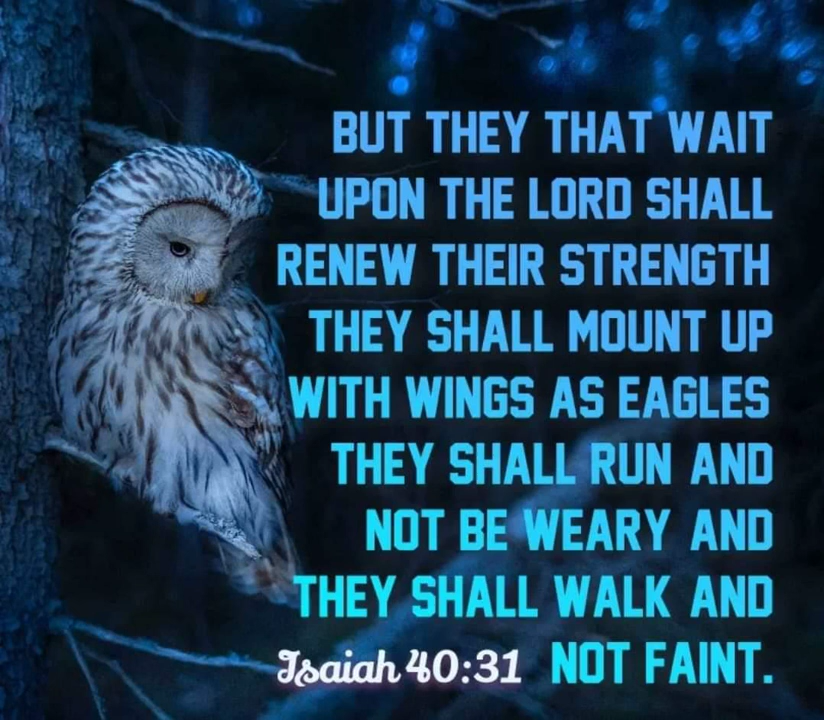 BUT THEY THAT WAIT
UPON THE LORD SHALL
RENEW THEIR STRENGTH
THEY SHALL MOUNT UP
WITH WINGS AS EAGLES
THEY SHALL RUN AND
NOT BE WEARY AND
THEY SHALL WALK AND
NOT FAINT.
Isaiah 40:31